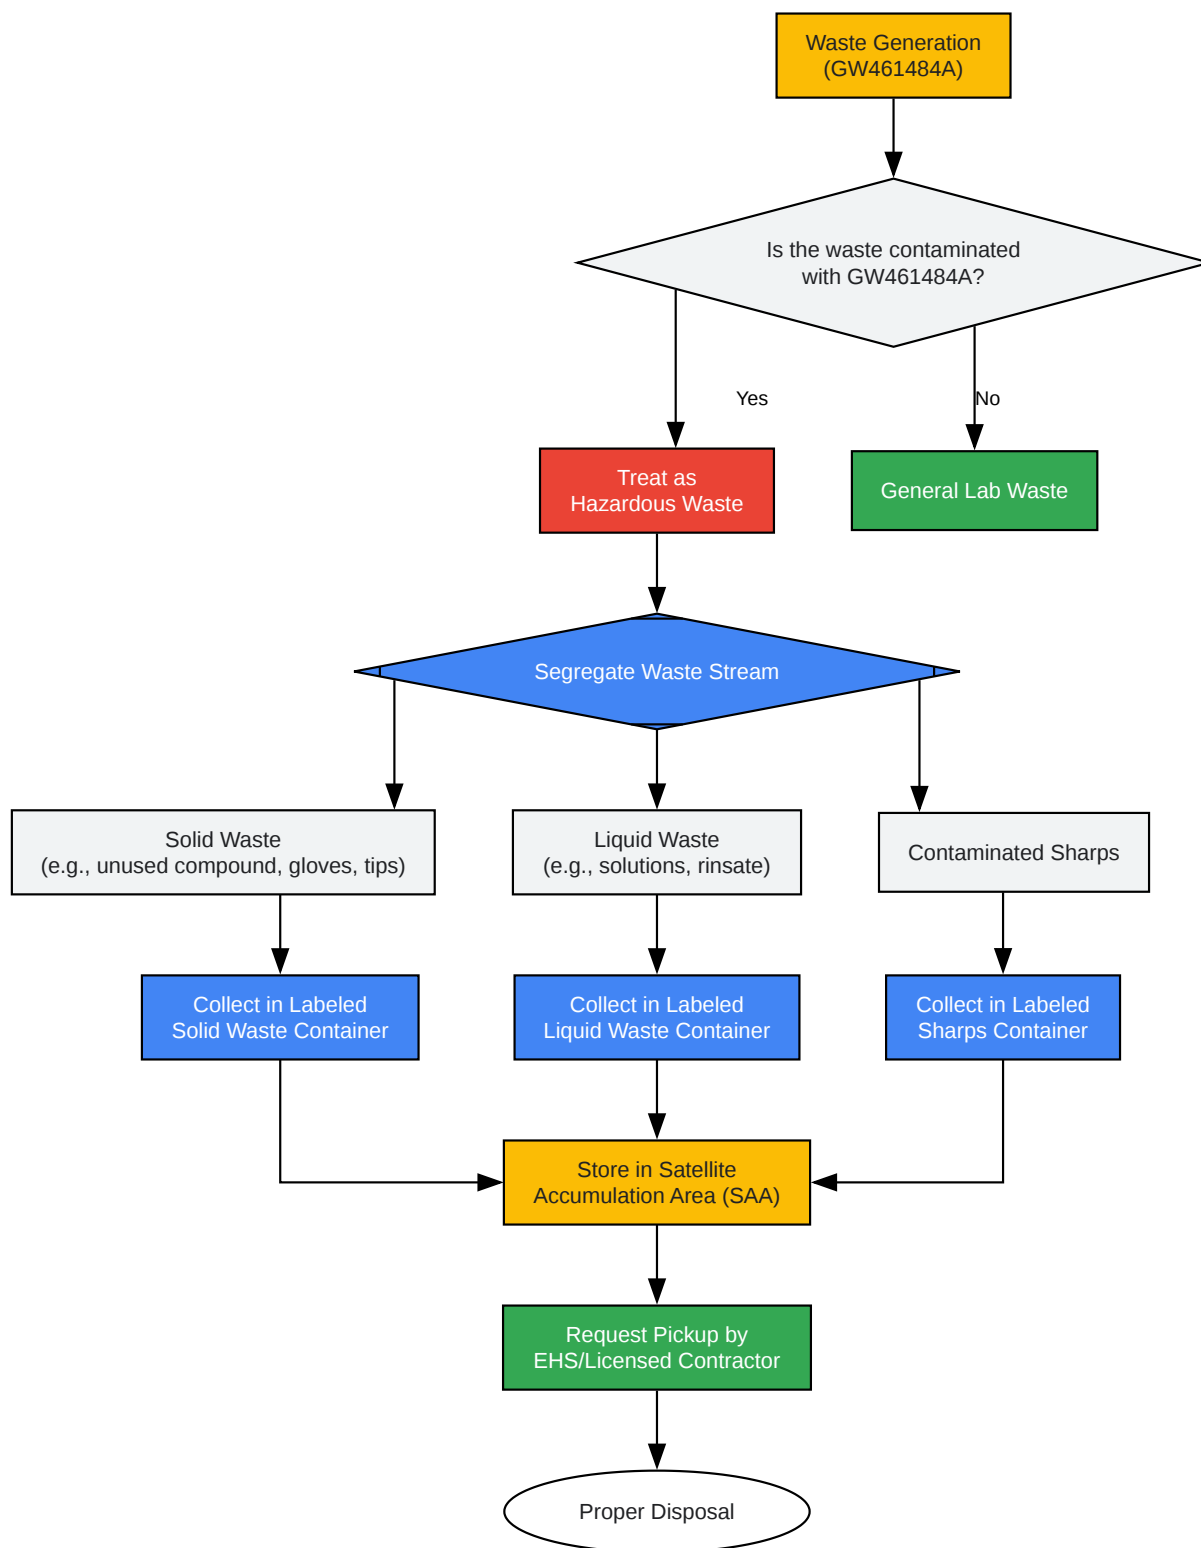 Waste Generation
(GW461484A)
Is the waste contaminated
with GW461484A?
Yes
No
Treat as
Hazardous Waste
General Lab Waste
Segregate Waste Stream
Solid Waste
(e.g., unused compound, gloves, tips)
Liquid Waste
(e.g., solutions, rinsate)
Contaminated Sharps
Collect in Labeled
Solid Waste Container
Collect in Labeled
Liquid Waste Container
Collect in Labeled
Sharps Container
Store in Satellite
Accumulation Area (SAA)
Request Pickup by
EHS/Licensed Contractor
Proper Disposal